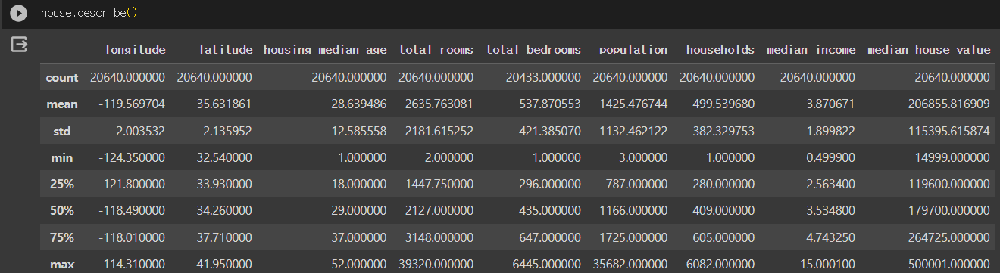 house.describe()
longitude latitude housing_median_age total_rooms total_bedrooms population households median_income median_house_value
count 20640.000000 20640.000000 20640.000000 20640.000000 20433.000000 20640.000000 20640.000000 20640.000000 20640.000000
mean -119.569704 35.631861 28.639486 2635.763081 537.870553 1425.476744 499.539680 3.870671 206855.816909
std 2.003532 2.135952 12.585558 2181.615252 421.385070 1132.462122 382.329753 1.899822 115395.615874
min -124.350000 32.540000 1.000000 2.000000 1.000000 3.000000 1.000000 0.499900 14999.000000
25% -121.800000 33.930000 18.000000 1447.750000 296.000000 787.000000 280.000000 2.563400 119600.000000
50% -118.490000 34.260000 29.000000 2127.000000 435.000000 1166.000000 409.000000 3.534800 179700.000000
75% -118.010000 37.710000 37.000000 3148.000000 647.000000 1725.000000 605.000000 4.743250 264725.000000
max -114.310000 41.950000 52.000000 39320.000000 6445.000000 35682.000000 6082.000000 15.000100 500001.000000